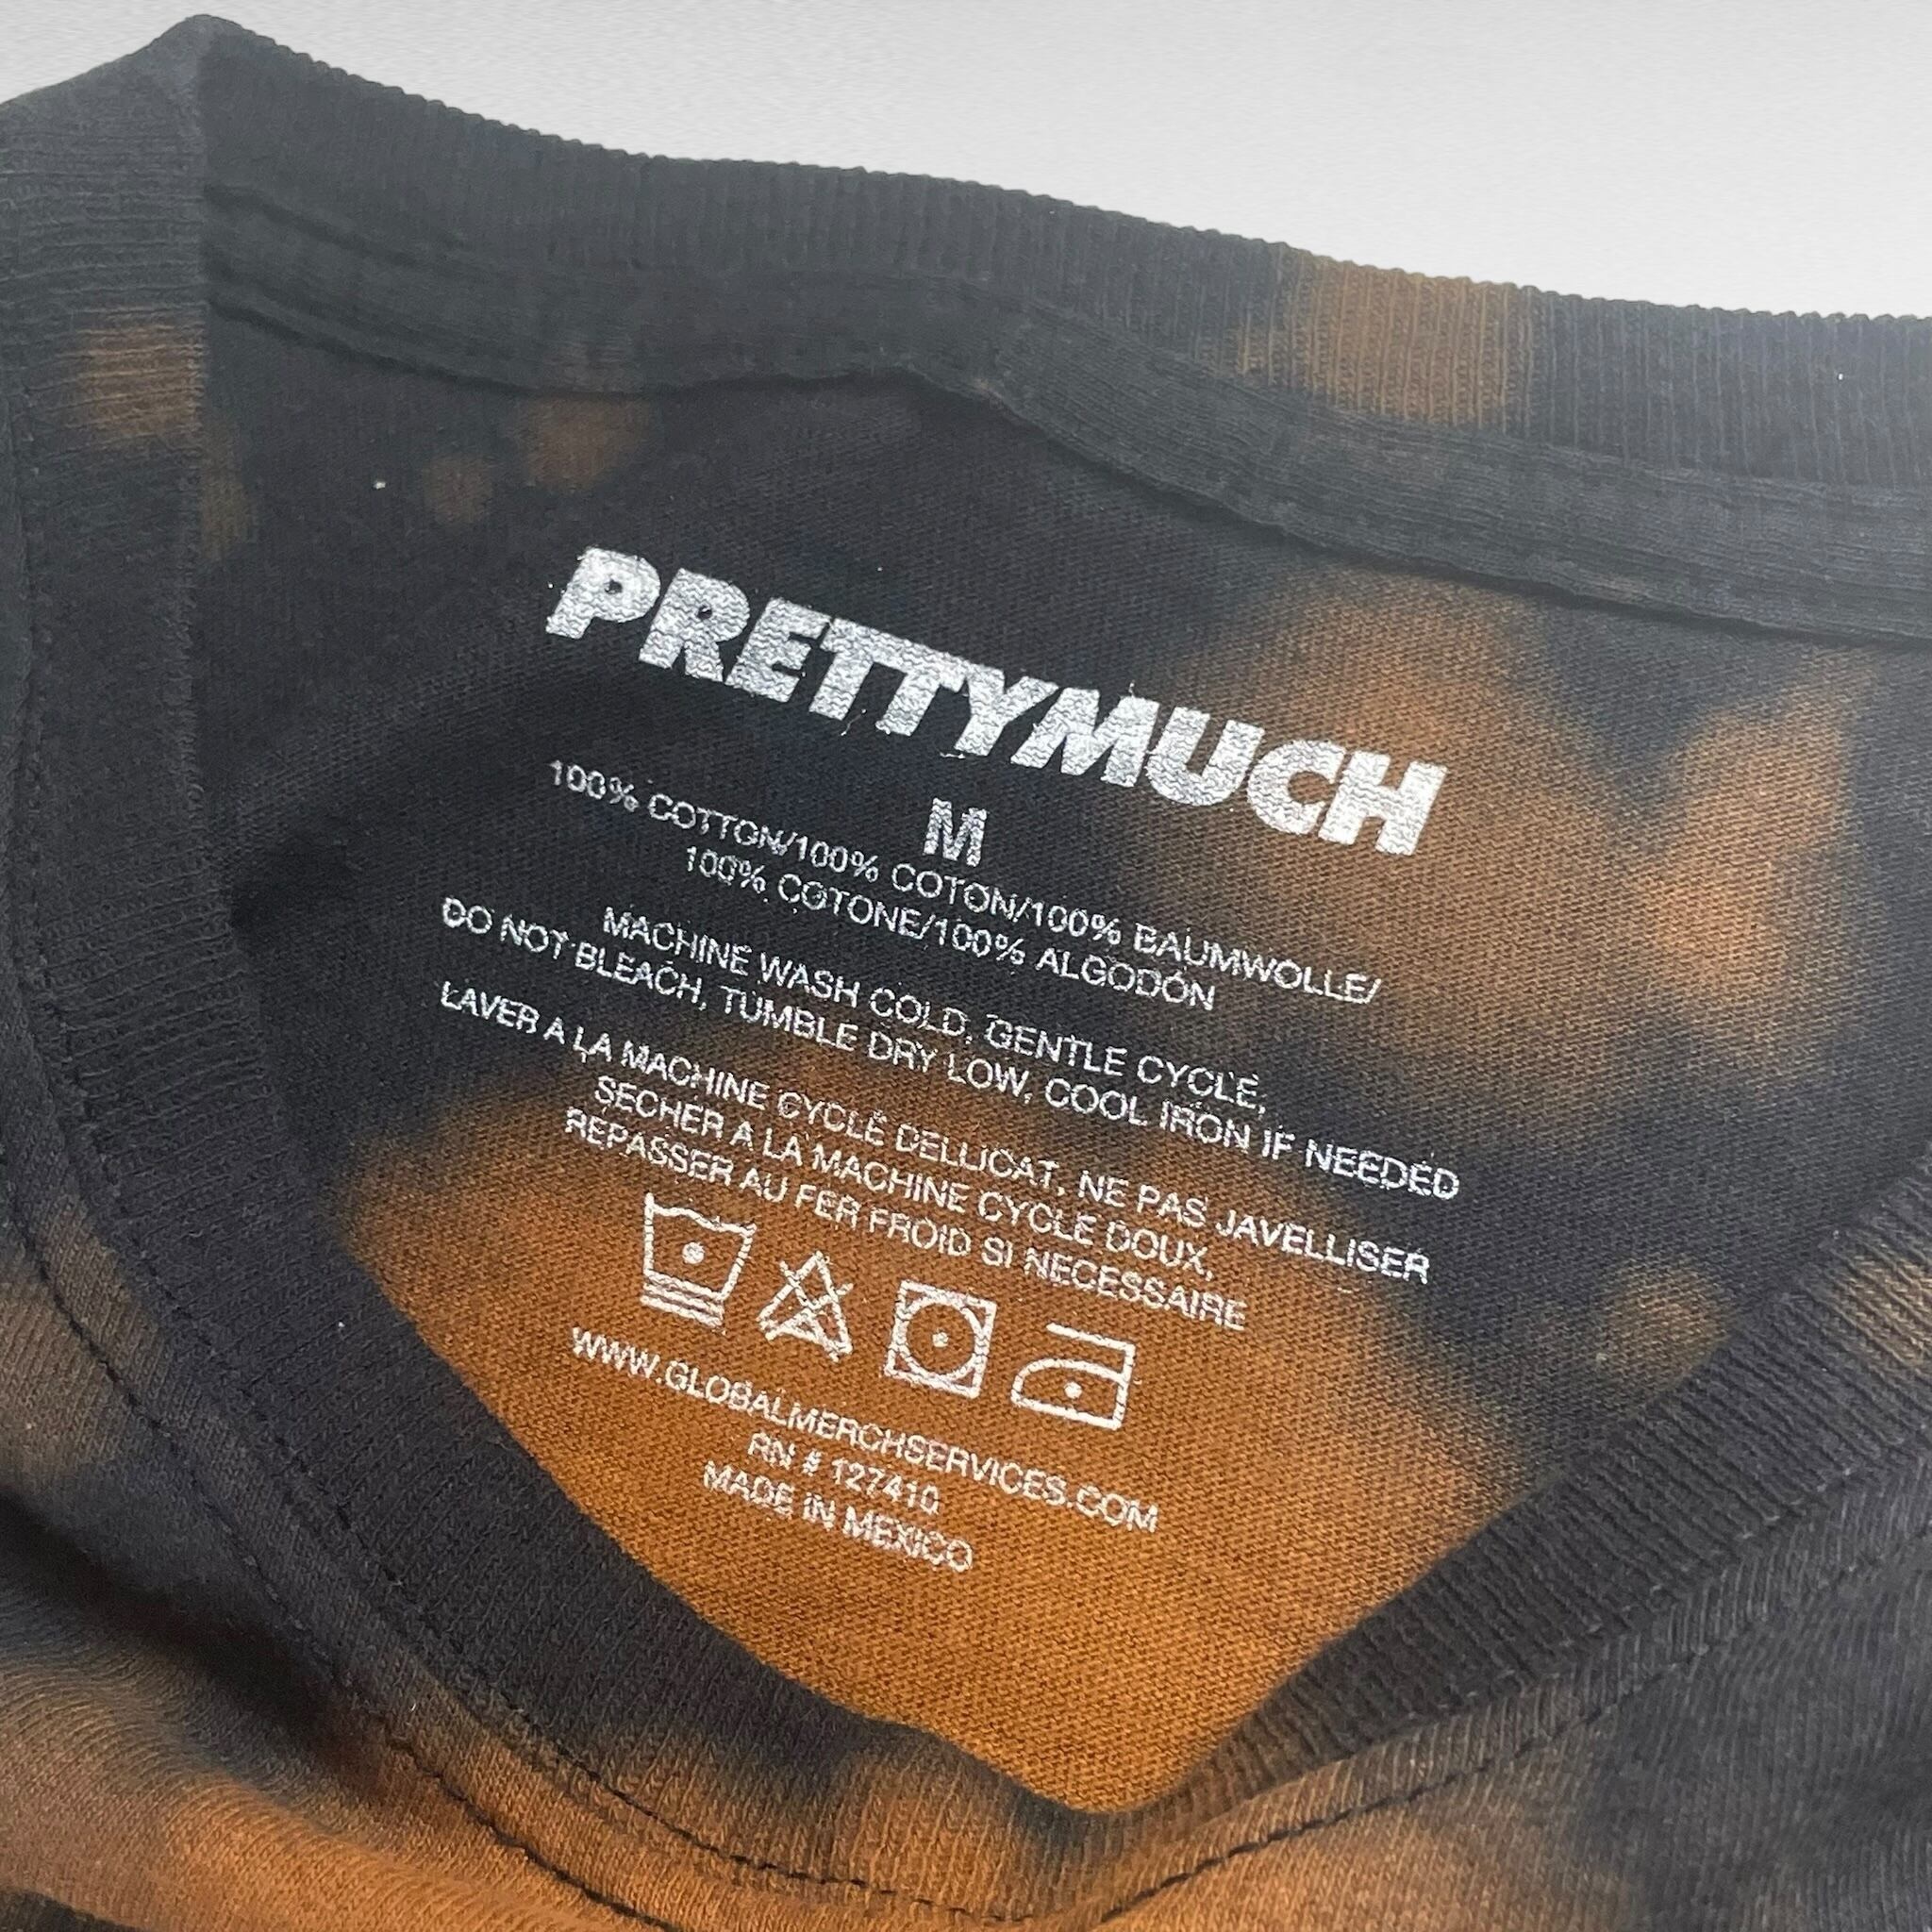 PRETTYMUCH
M
100% COTTON/100% COTON/100% BAUMWOLLE/
100% COTONE/100% ALGODÓN
MACHINE WASH COLD, GENTLE CYCLE,
DO NOT BLEACH, TUMBLE DRY LOW, COOL IRON IF NEEDED
LAVER A LA MACHINE CYCLE DELLICAT, NE PAS JAVELLISER
SECHER A LA MACHINE CYCLE DOUX,
REPASSER AU FER FROID SI NECESSAIRE
WWW.GLOBALMERCHSERVICES.COM
RN # 127410
MADE IN MEXICO